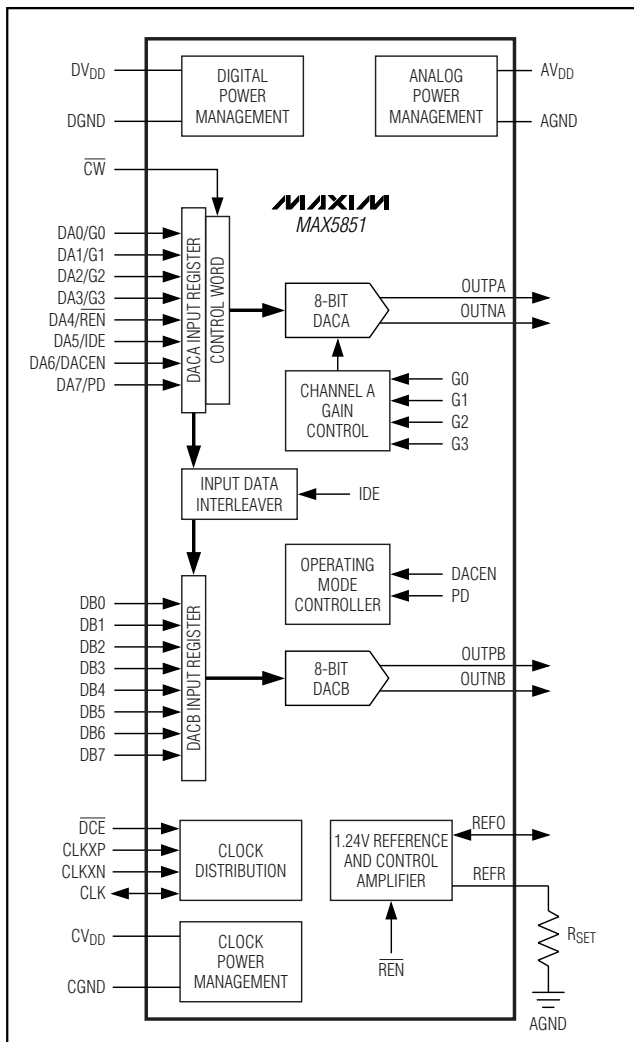 DVDD
DIGITAL
POWER
MANAGEMENT
DGND
ANALOG
POWER
MANAGEMENT
AVDD
AGND
C̅W̅
MAXIM
MAX5851
DA0/G0
DA1/G1
DA2/G2
DA3/G3
DA4/R̅E̅N̅
DA5/IDE
DA6/DACEN
DA7/PD
DACA INPUT REGISTER
CONTROL WORD
8-BIT
DACA
OUTPA
OUTNA
CHANNEL A
GAIN
CONTROL
G0
G1
G2
G3
INPUT DATA
INTERLEAVER
IDE
OPERATING
MODE
CONTROLLER
DACEN
PD
DB0
DB1
DB2
DB3
DB4
DB5
DB6
DB7
DACB INPUT REGISTER
8-BIT
DACB
OUTPB
OUTNB
D̅C̅E̅
CLKXP
CLKXN
CLK
CLOCK
DISTRIBUTION
1.24V REFERENCE
AND CONTROL
AMPLIFIER
REFO
REFR
R̅E̅N̅
RSET
AGND
CVDD
CGND
CLOCK
POWER
MANAGEMENT